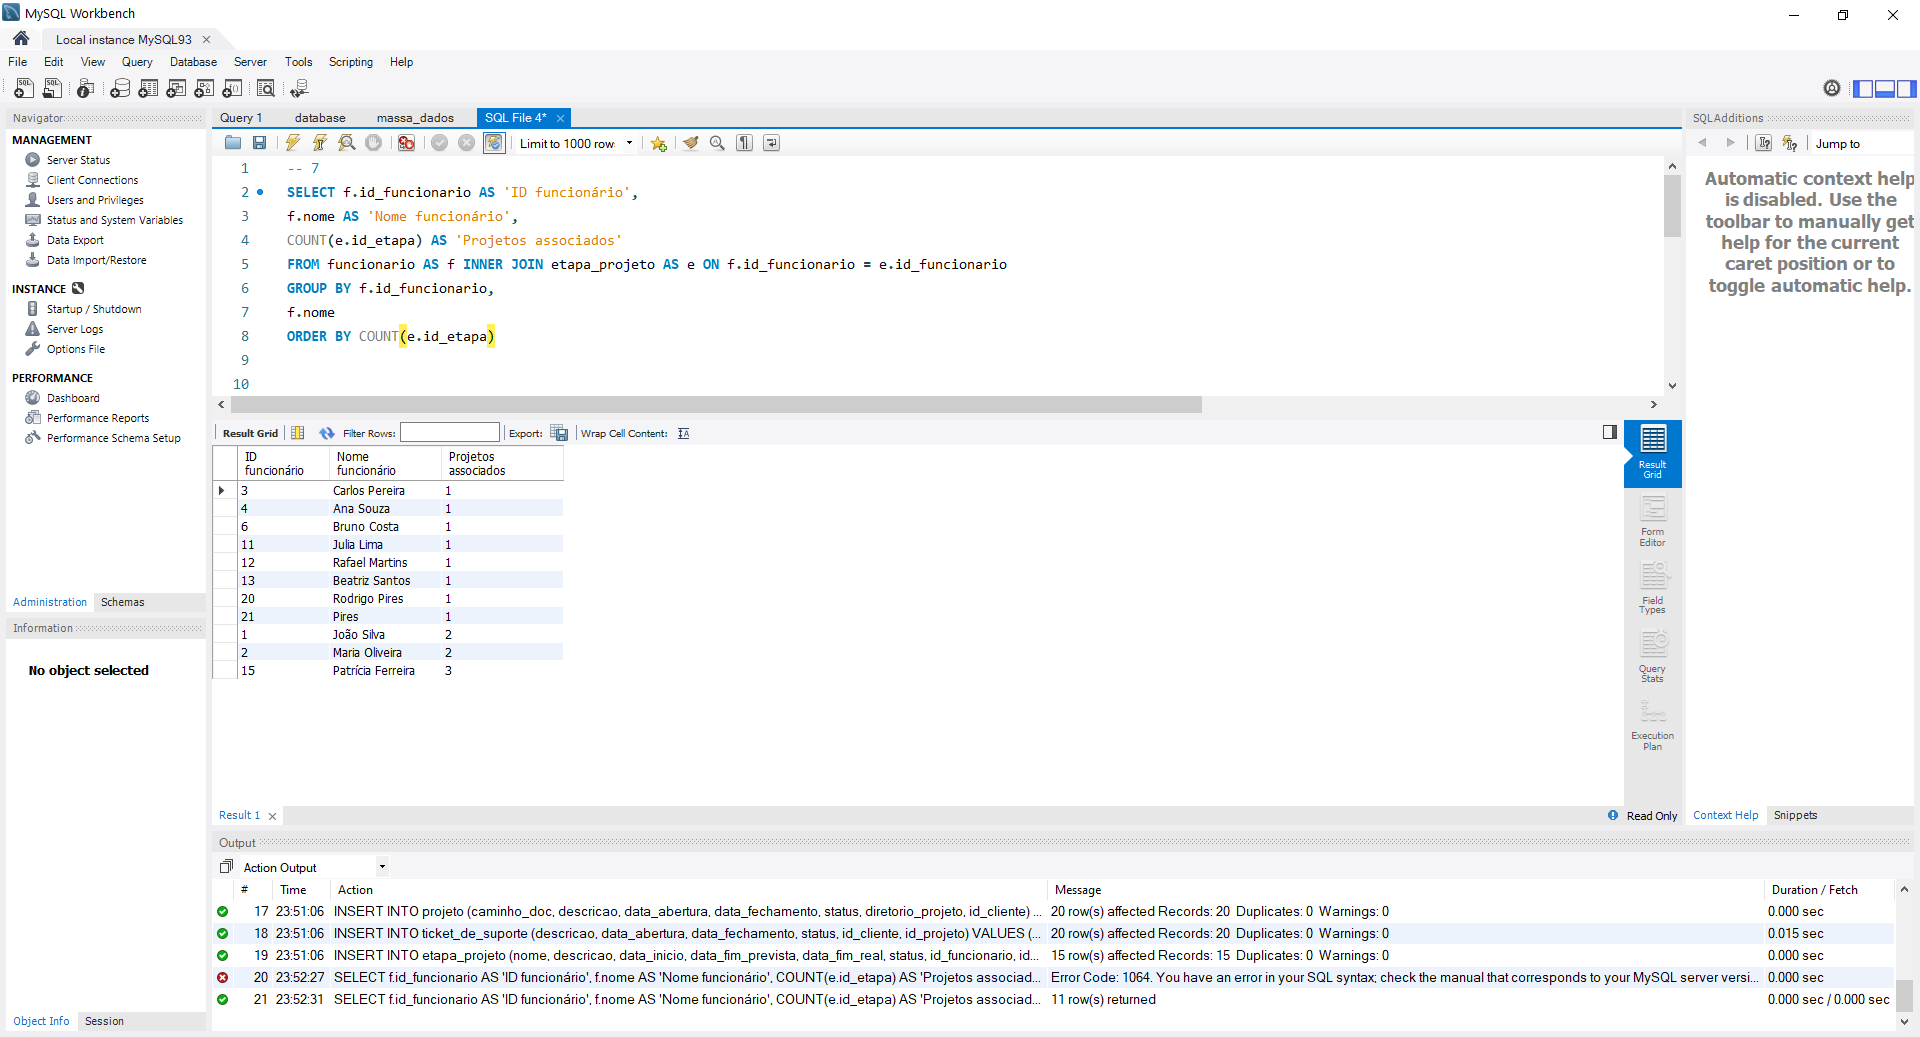 MySQL Workbench
Local instance MySQL93
File Edit View Query Database Server Tools Scripting Help
Navigator
MANAGEMENT
Server Status
Client Connections
Users and Privileges
Status and System Variables
Data Export
Data Import/Restore
INSTANCE
Startup / Shutdown
Server Logs
Options File
PERFORMANCE
Dashboard
Performance Reports
Performance Schema Setup
Administration Schemas
Information
No object selected
Object Info Session
Query 1 database massa_dados SQL File 4*
Limit to 1000 row
1 -- 7
2 SELECT f.id_funcionario AS 'ID funcionário',
3 f.nome AS 'Nome funcionário',
4 COUNT(e.id_etapa) AS 'Projetos associados'
5 FROM funcionario AS f INNER JOIN etapa_projeto AS e ON f.id_funcionario = e.id_funcionario
6 GROUP BY f.id_funcionario,
7 f.nome
8 ORDER BY COUNT(e.id_etapa)
9
10
Result Grid Filter Rows: Export: Wrap Cell Content:
ID funcionário Nome funcionário Projetos associados
3 Carlos Pereira 1
4 Ana Souza 1
6 Bruno Costa 1
11 Julia Lima 1
12 Rafael Martins 1
13 Beatriz Santos 1
20 Rodrigo Pires 1
21 Pires 1
1 João Silva 2
2 Maria Oliveira 2
15 Patrícia Ferreira 3
Result Grid
Form Editor
Field Types
Query Stats
Execution Plan
Result 1
Read Only
SQLAdditions
Jump to
Automatic context help
is disabled. Use the
toolbar to manually get
help for the current
caret position or to
toggle automatic help.
Context Help Snippets
Output
Action Output
# Time Action Message Duration / Fetch
17 23:51:06 INSERT INTO projeto (caminho_doc, descricao, data_abertura, data_fechamento, status, diretorio_projeto, id_cliente) ... 20 row(s) affected Records: 20 Duplicates: 0 Warnings: 0 0.000 sec
18 23:51:06 INSERT INTO ticket_de_suporte (descricao, data_abertura, data_fechamento, status, id_cliente, id_projeto) VALUES (... 20 row(s) affected Records: 20 Duplicates: 0 Warnings: 0 0.015 sec
19 23:51:06 INSERT INTO etapa_projeto (nome, descricao, data_inicio, data_fim_prevista, data_fim_real, status, id_funcionario, id... 15 row(s) affected Records: 15 Duplicates: 0 Warnings: 0 0.000 sec
20 23:52:27 SELECT f.id_funcionario AS 'ID funcionário', f.nome AS 'Nome funcionário', COUNT(e.id_etapa) AS 'Projetos associad... Error Code: 1064. You have an error in your SQL syntax; check the manual that corresponds to your MySQL server versi... 0.000 sec
21 23:52:31 SELECT f.id_funcionario AS 'ID funcionário', f.nome AS 'Nome funcionário', COUNT(e.id_etapa) AS 'Projetos associad... 11 row(s) returned 0.000 sec / 0.000 sec